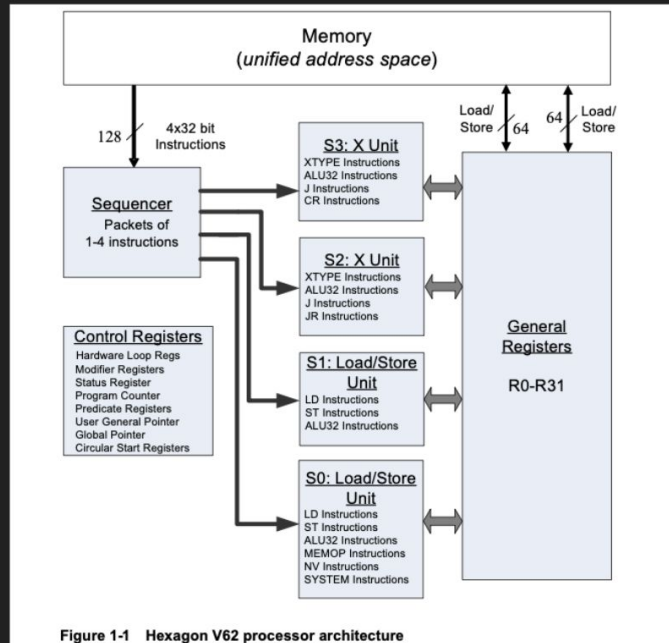 Memory
(unified address space)
128
4x32 bit
Instructions
Load/
Store
64
64
Load/
Store
Sequencer
Packets of
1-4 instructions
Control Registers
Hardware Loop Regs
Modifier Registers
Status Register
Program Counter
Predicate Registers
User General Pointer
Global Pointer
Circular Start Registers
S3: X Unit
XTYPE Instructions
ALU32 Instructions
J Instructions
CR Instructions
S2: X Unit
XTYPE Instructions
ALU32 Instructions
J Instructions
JR Instructions
S1: Load/Store
Unit
LD Instructions
ST Instructions
ALU32 Instructions
S0: Load/Store
Unit
LD Instructions
ST Instructions
ALU32 Instructions
MEMOP Instructions
NV Instructions
SYSTEM Instructions
General
Registers
R0-R31
Figure 1-1 Hexagon V62 processor architecture